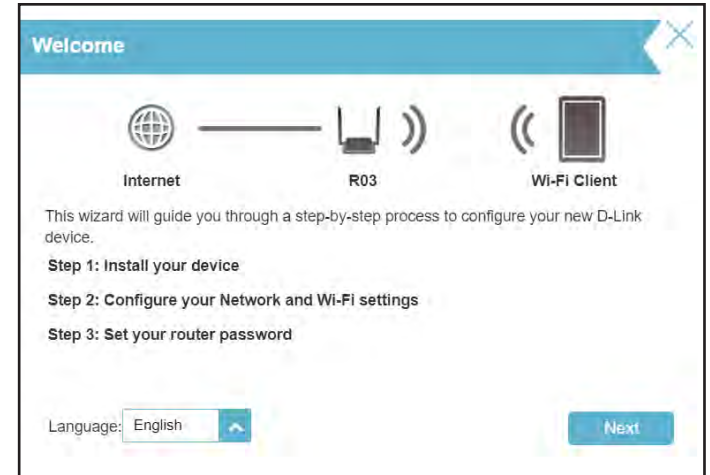 Welcome
Internet R03 Wi-Fi Client
This wizard will guide you through a step-by-step process to configure your new D-Link
device.
Step 1: Install your device
Step 2: Configure your Network and Wi-Fi settings
Step 3: Set your router password
Language: English Next